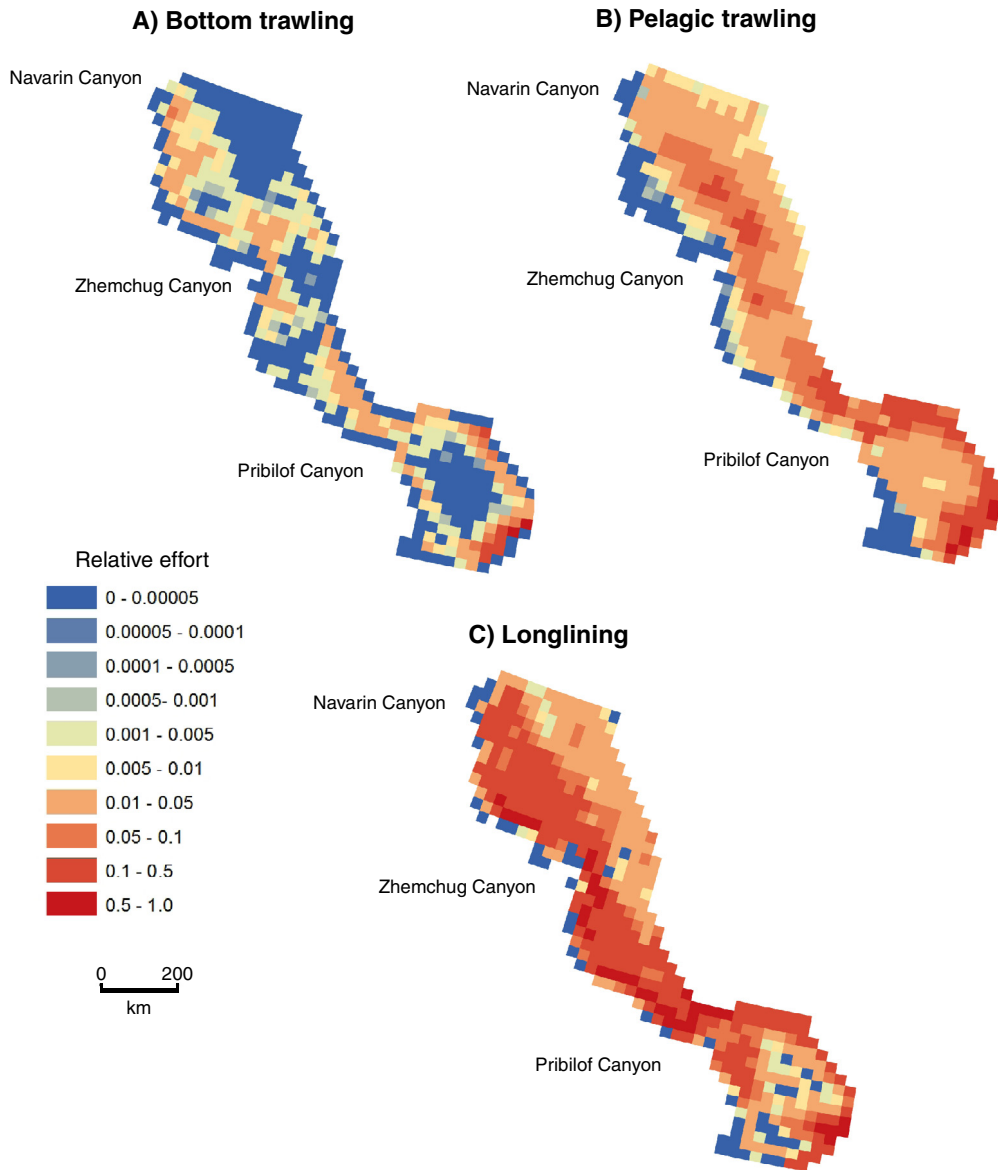 A) Bottom trawling
Navarin Canyon
Zhemchug Canyon
Pribilof Canyon
B) Pelagic trawling
Navarin Canyon
Zhemchug Canyon
Pribilof Canyon
Relative effort
0 - 0.00005
0.00005 - 0.0001
0.0001 - 0.0005
0.0005- 0.001
0.001 - 0.005
0.005 - 0.01
0.01 - 0.05
0.05 - 0.1
0.1 - 0.5
0.5 - 1.0
0 200
km
C) Longlining
Navarin Canyon
Zhemchug Canyon
Pribilof Canyon